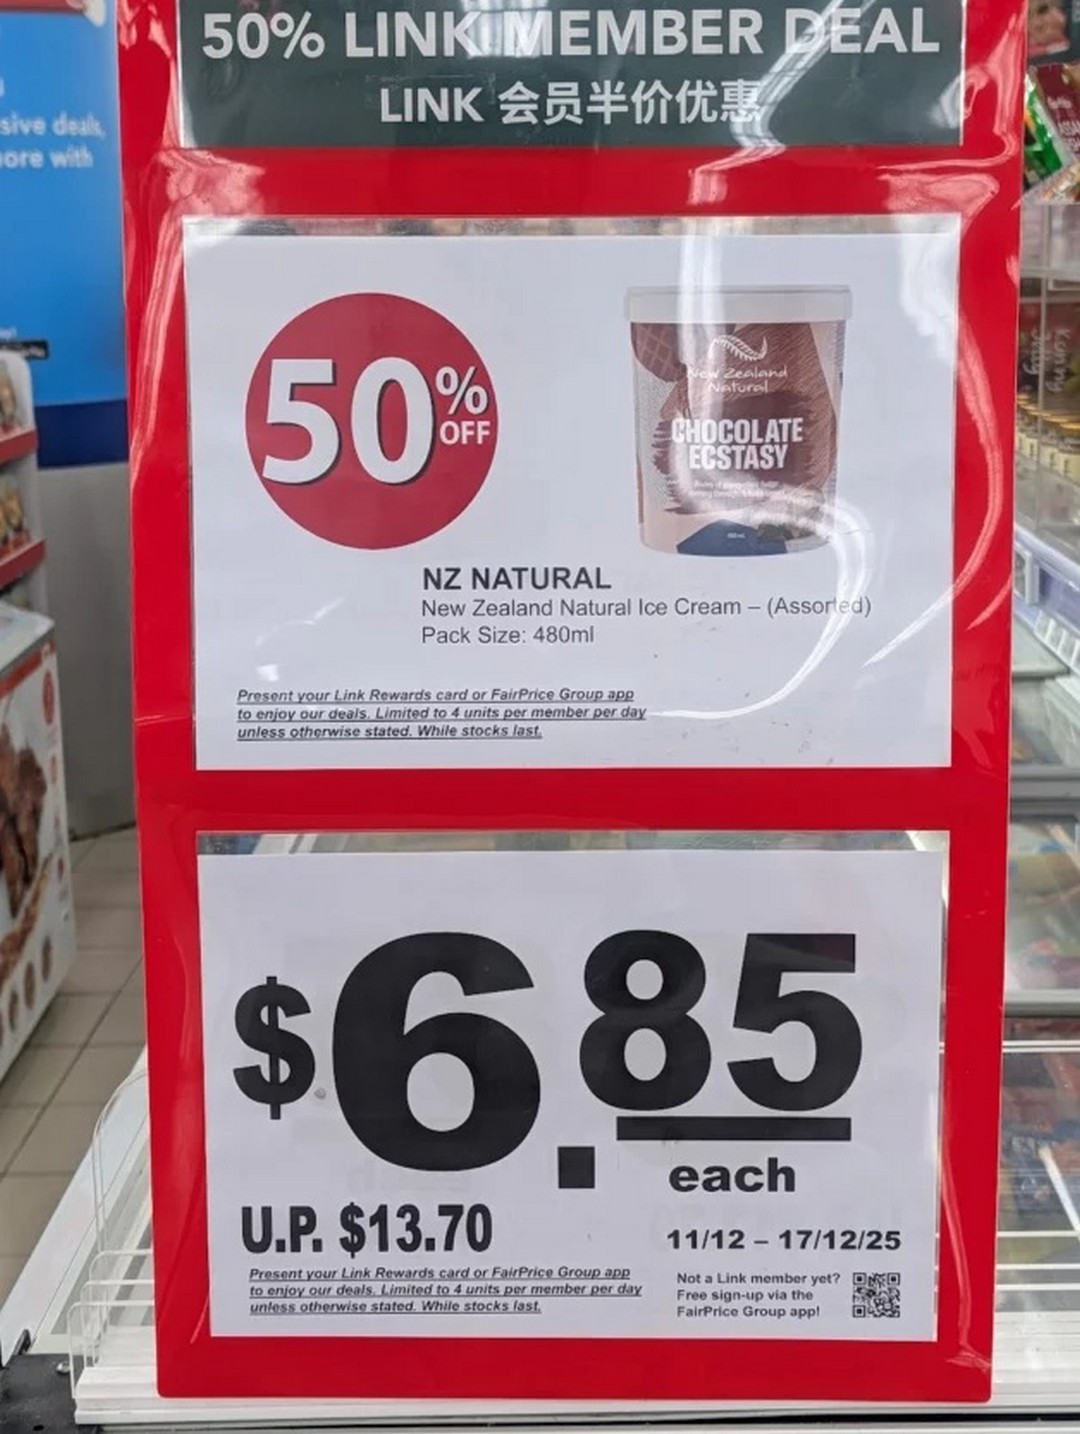 50% LINK MEMBER DEAL
LINK 会员半价优惠
sive deals,
ore with
50% OFF
New Zealand
Natural
CHOCOLATE
ECSTASY
NZ NATURAL
New Zealand Natural Ice Cream – (Assorted)
Pack Size: 480ml
Present your Link Rewards card or FairPrice Group app
to enjoy our deals. Limited to 4 units per member per day
unless otherwise stated. While stocks last.
$6.85
each
U.P. $13.70
11/12 – 17/12/25
Present your Link Rewards card or FairPrice Group app
to enjoy our deals. Limited to 4 units per member per day
unless otherwise stated. While stocks last.
Not a Link member yet?
Free sign-up via the
FairPrice Group app!